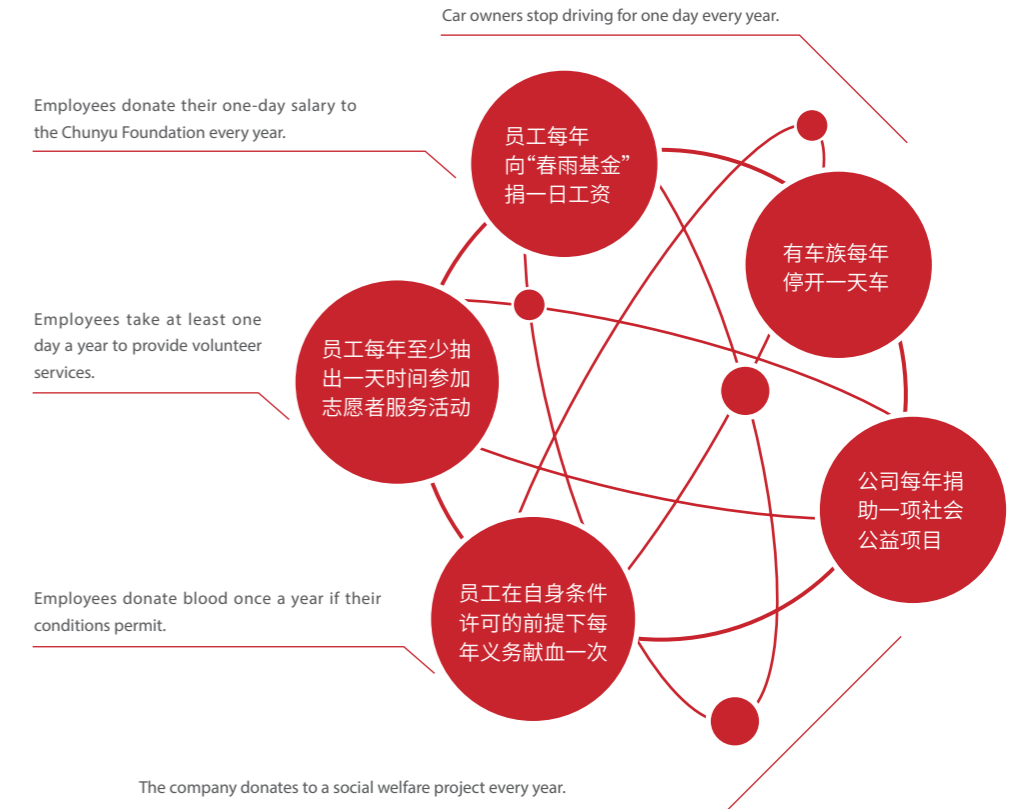 Car owners stop driving for one day every year.
Employees donate their one-day salary to
the Chunyu Foundation every year.
员工每年
向“春雨基金”
捐一日工资
有车族每年
停开一天车
Employees take at least one
day a year to provide volunteer
services.
员工每年至少抽
出一天时间参加
志愿者服务活动
公司每年捐
助一项社会
公益项目
Employees donate blood once a year if their
conditions permit.
员工在自身条件
许可的前提下每
年义务献血一次
The company donates to a social welfare project every year.